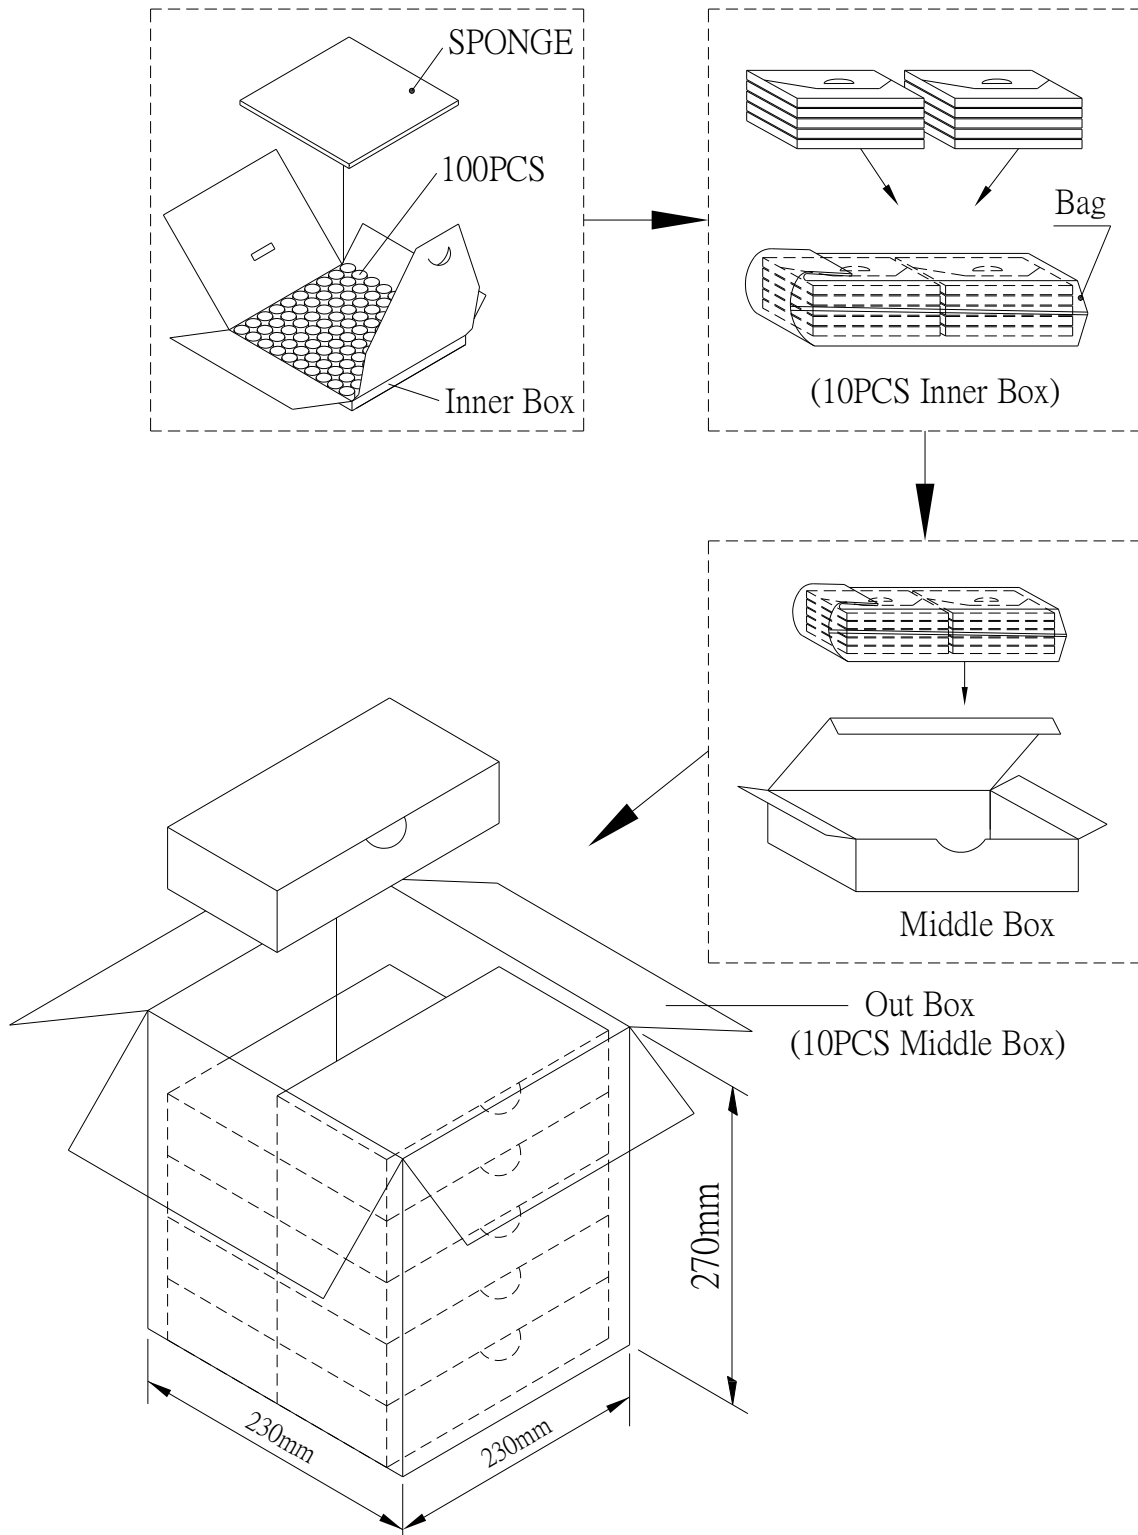 SPONGE
100PCS
Inner Box
Bag
(10PCS Inner Box)
Middle Box
Out Box
(10PCS Middle Box)
270mm
230mm
230mm